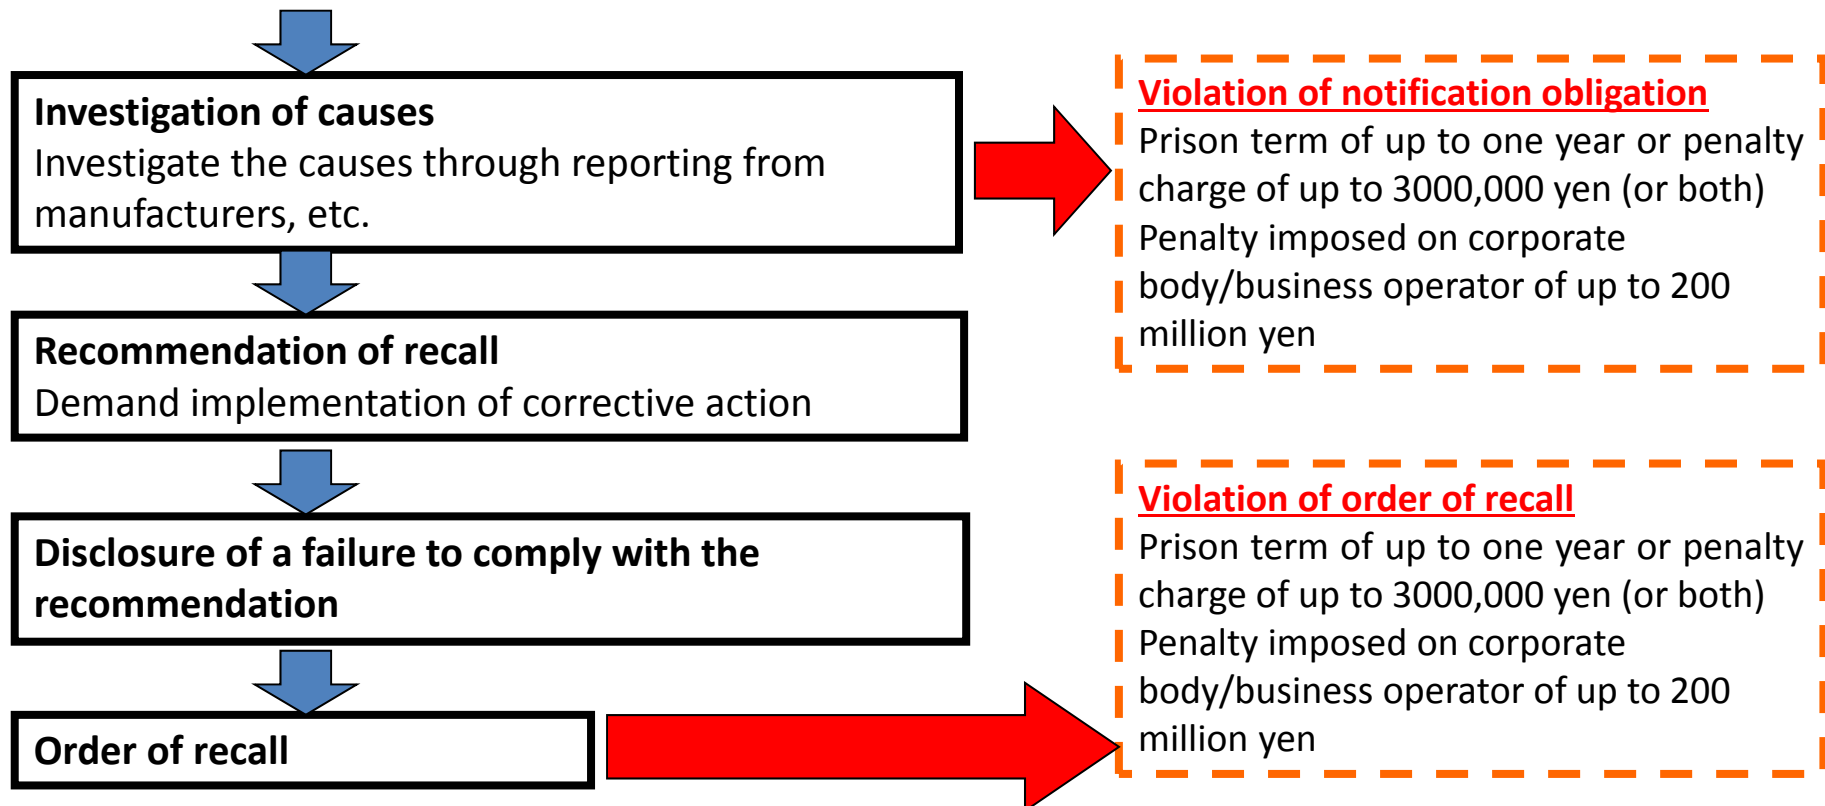 Investigation of causes
Investigate the causes through reporting from
manufacturers, etc.
Violation of notification obligation
Prison term of up to one year or penalty
charge of up to 3000,000 yen (or both)
Penalty imposed on corporate
body/business operator of up to 200
million yen
Recommendation of recall
Demand implementation of corrective action
Disclosure of a failure to comply with the
recommendation
Order of recall
Violation of order of recall
Prison term of up to one year or penalty
charge of up to 3000,000 yen (or both)
Penalty imposed on corporate
body/business operator of up to 200
million yen